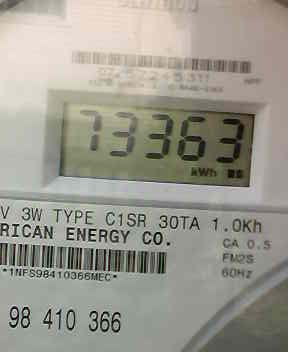 73363
kWh
V 3W TYPE C1SR 30TA 1.0Kh
RICAN ENERGY CO.
CA 0.5
FM2S
60Hz
*1NFS98410366MEC*
98 410 366